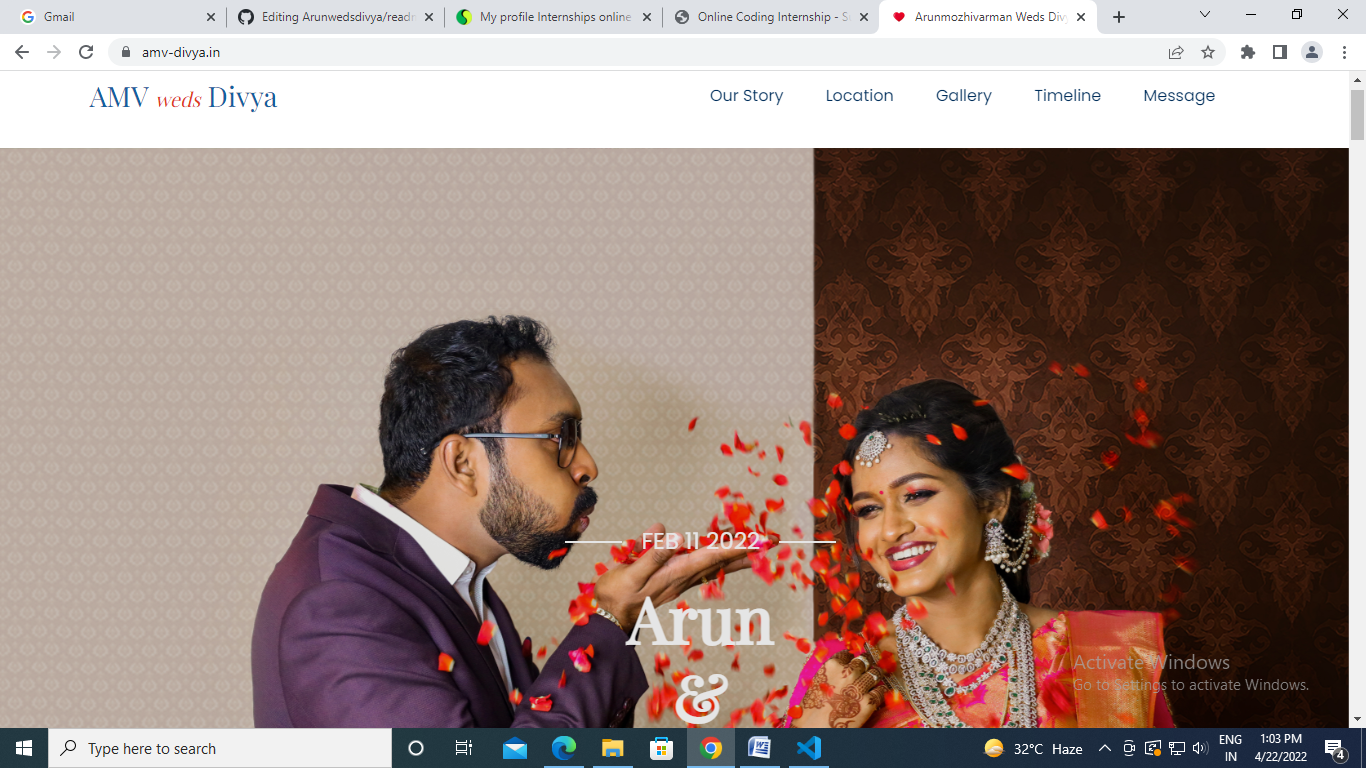 Gmail
Editing Arunwedsdivya/readn
My profile Internships online
Online Coding Internship - S
Arunmozhivarman Weds Div
amv-divya.in
AMV weds Divya
Our Story
Location
Gallery
Timeline
Message
FEB 11 2022
Arun
&
Activate Windows
Go to Settings to activate Windows.
Type here to search
32°C Haze
ENG
IN
1:03 PM
4/22/2022
4